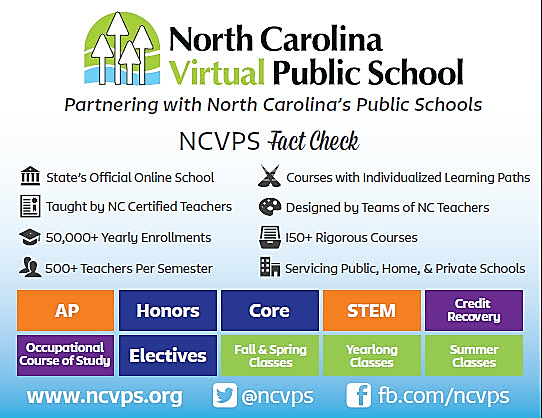 North Carolina
Virtual Public School
Partnering with North Carolina's Public Schools
NCVPS Fact Check
State's Official Online School
Taught by NC Certified Teachers
50,000+ Yearly Enrollments
500+ Teachers Per Semester
Courses with Individualized Learning Paths
Designed by Teams of NC Teachers
150+ Rigorous Courses
Servicing Public, Home, & Private Schools
AP
Honors
Core
STEM
Credit
Recovery
Occupational
Course of Study
Electives
Fall & Spring
Classes
Yearlong
Classes
Summer
Classes
www.ncvps.org
@ncvps
fb.com/ncvps